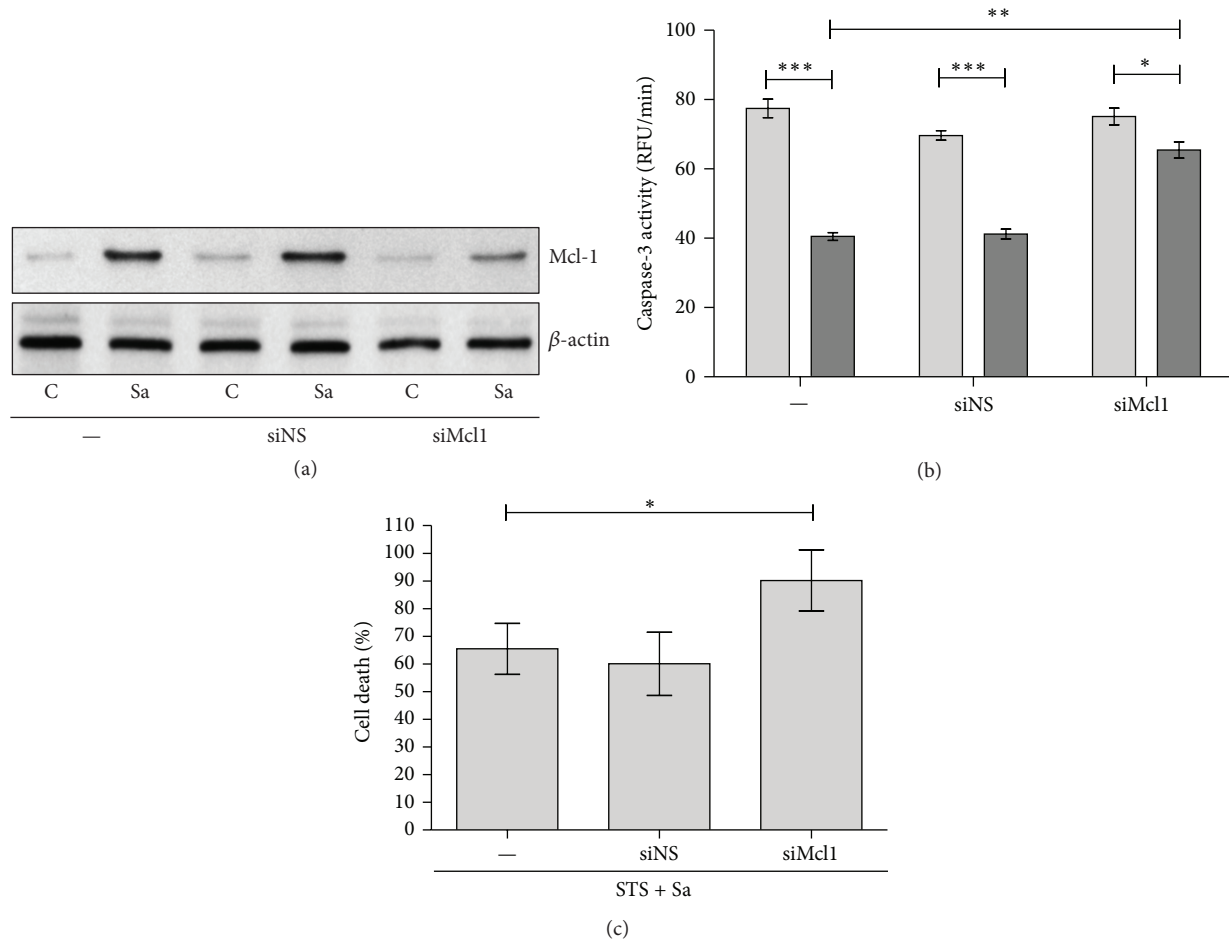 Mcl-1
β-actin
C Sa C Sa C Sa
— siNS siMcl1
(a)
**
*** *** *
100
80
60
40
20
0
Caspase-3 activity (RFU/min)
— siNS siMcl1
(b)
*
110
100
90
80
70
60
50
40
30
20
10
0
Cell death (%)
— siNS siMcl1
STS + Sa
(c)